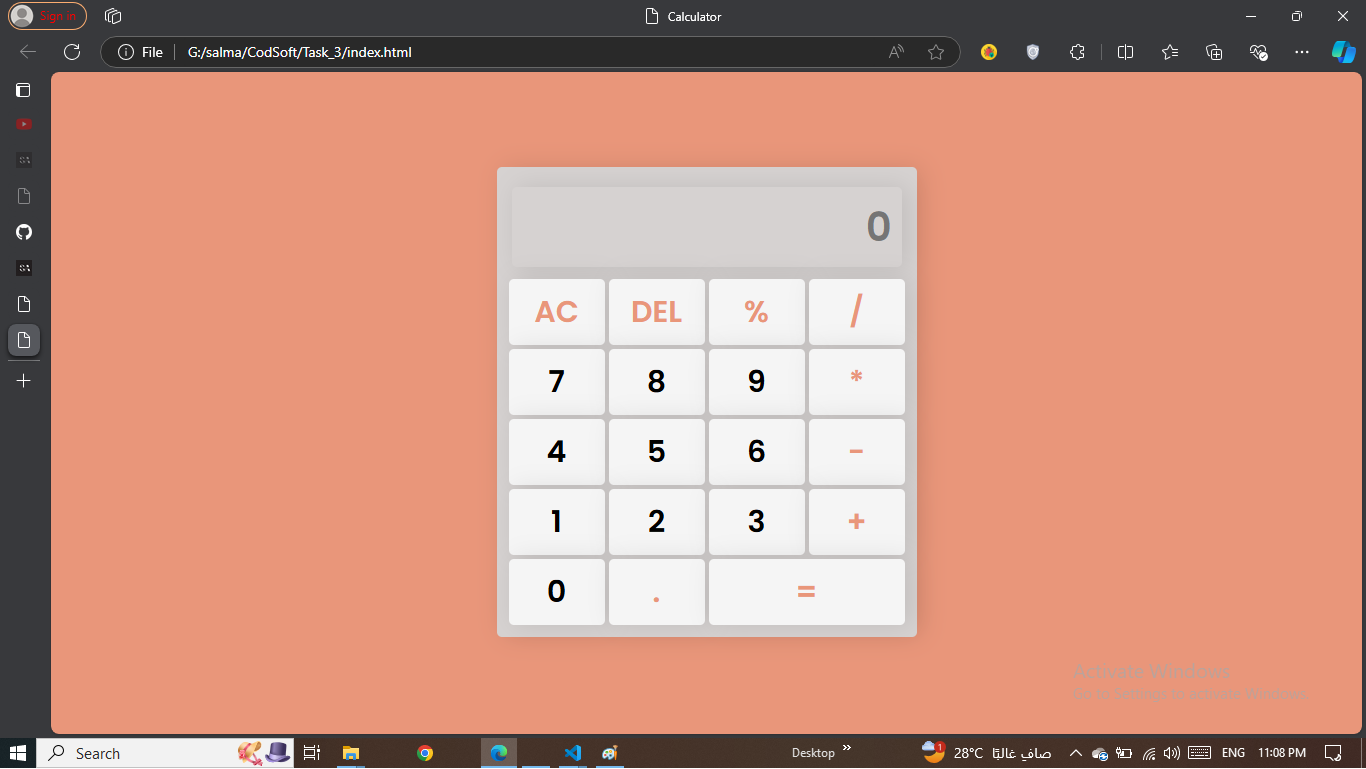 Sign in
Calculator
File
G:/salma/CodSoft/Task_3/index.html
0
AC DEL % /
7 8 9 *
4 5 6 -
1 2 3 +
0 . =
Activate Windows
Go to Settings to activate Windows.
Search
Desktop
1
28°C صافٍ غالبًا
ENG
11:08 PM